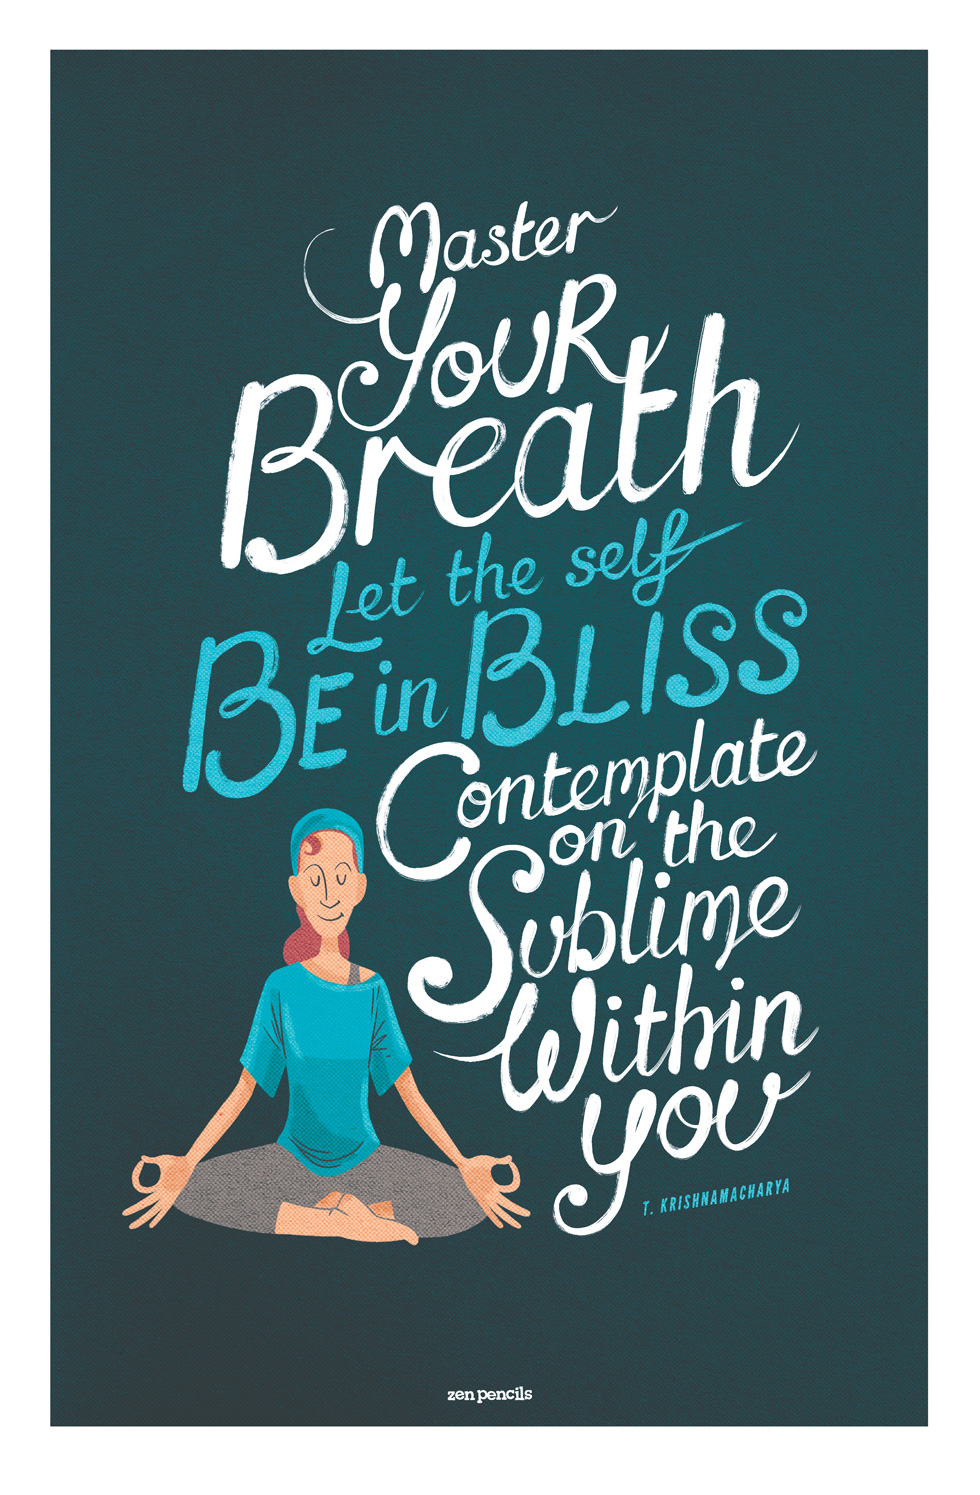 Master
YouR
Breath
Let the self
BE in BLISS
Contemplate
on the
Sublime
Within
you
T. KRISHNAMACHARYA
zen pencils